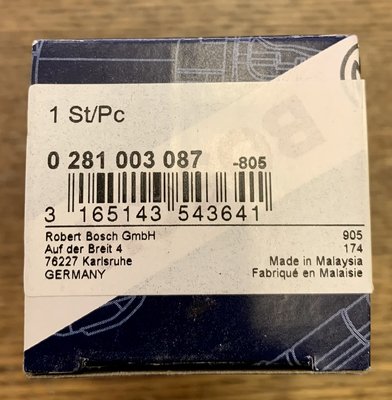 1 St/Pc
0 281 003 087 -805
3 165143 543641
Robert Bosch GmbH
Auf der Breit 4
76227 Karlsruhe
GERMANY
905
174
Made in Malaysia
Fabriqué en Malaisie